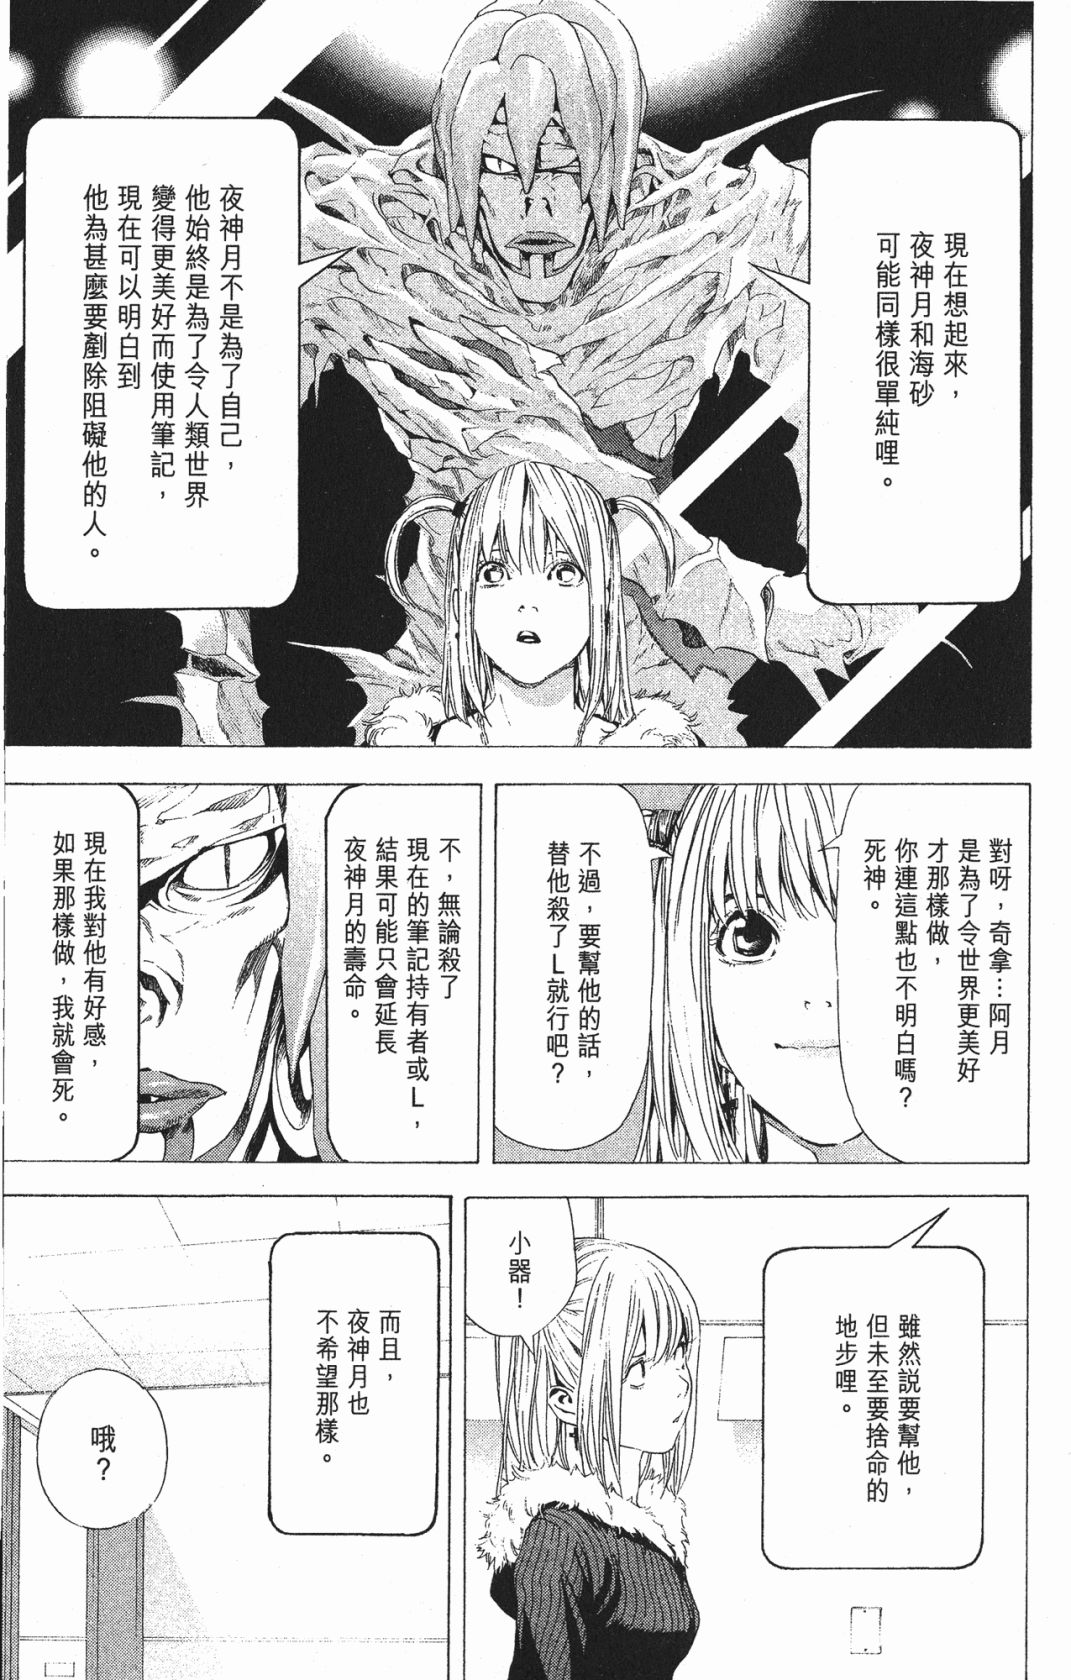 現在想起來，
夜神月和海砂
可能同樣很單純哩。
夜神月不是為了自己，
他始終是為了令人類世界
變得更美好而使用筆記，
現在可以明白到
他為甚麼要剷除阻礙他的人。
對呀，奇拿…阿月
是為了令世界更美好
才那樣做，
你連這點也不明白嗎？
死神。
不過，要幫他的話，
替他殺了L就行吧？
不，無論殺了
現在的筆記持有者或L，
結果可能只會延長
夜神月的壽命。
現在我對他有好感，
如果那樣做，我就會死。
雖然説要幫他，
但未至要捨命的
地步哩。
小器！
而且，
夜神月也
不希望那樣。
哦？